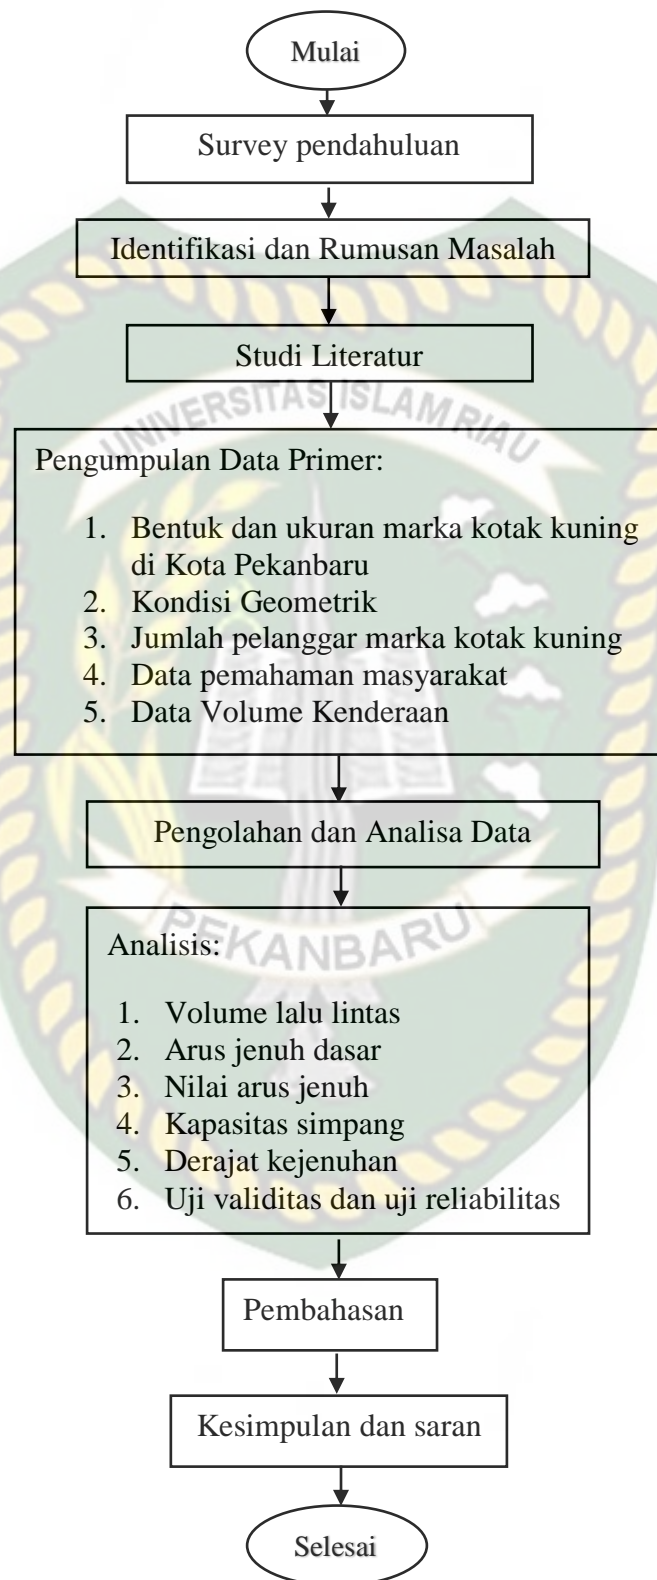 Mulai
Survey pendahuluan
Identifikasi dan Rumusan Masalah
Studi Literatur
UNIVERSITAS ISLAM RIAU
Pengumpulan Data Primer:
1. Bentuk dan ukuran marka kotak kuning
di Kota Pekanbaru
2. Kondisi Geometrik
3. Jumlah pelanggar marka kotak kuning
4. Data pemahaman masyarakat
5. Data Volume Kenderaan
Pengolahan dan Analisa Data
PEKANBARU
Analisis:
1. Volume lalu lintas
2. Arus jenuh dasar
3. Nilai arus jenuh
4. Kapasitas simpang
5. Derajat kejenuhan
6. Uji validitas dan uji reliabilitas
Pembahasan
Kesimpulan dan saran
Selesai